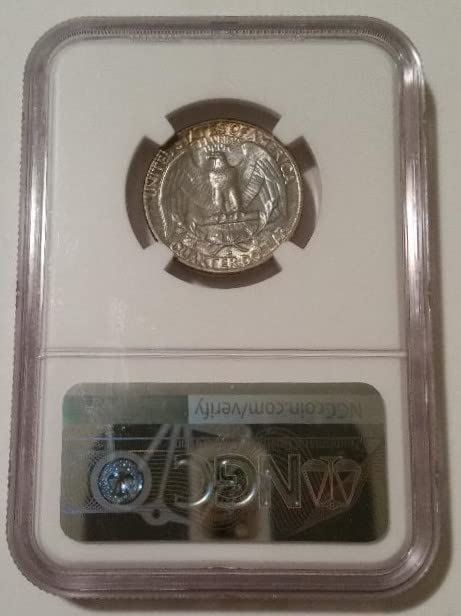 UNITED STATES OF AMERICA
QUARTER DOLLAR
NGCcoin.com/verify
NGC